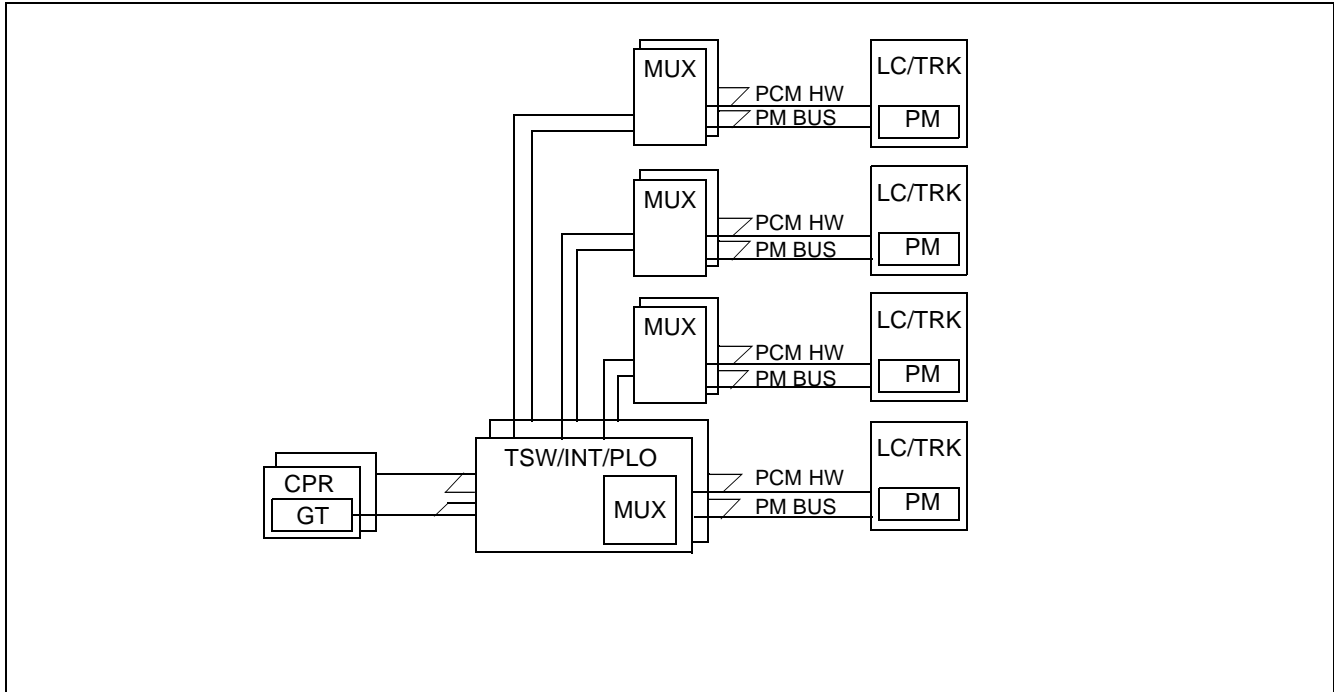 MUX
LC/TRK
PCM HW
PM BUS
PM
MUX
LC/TRK
PCM HW
PM BUS
PM
MUX
LC/TRK
PCM HW
PM BUS
PM
TSW/INT/PLO
LC/TRK
CPR
GT
MUX
PCM HW
PM BUS
PM